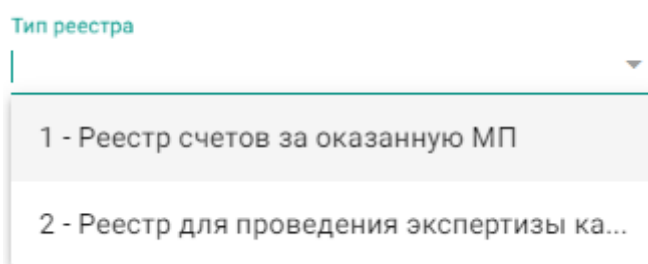 Тип реестра
1 - Реестр счетов за оказанную МП
2 - Реестр для проведения экспертизы ка...